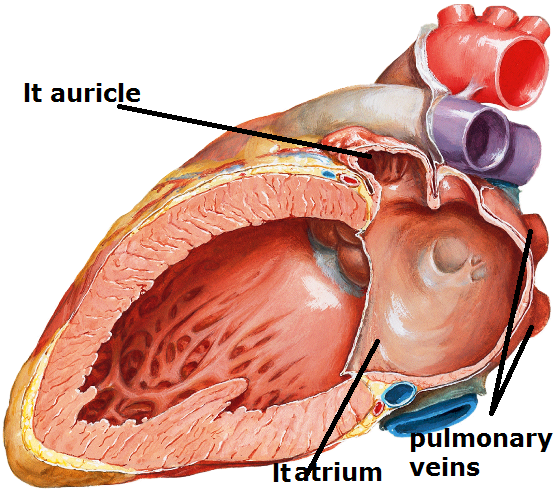 lt auricle
lt atrium
pulmonary
veins